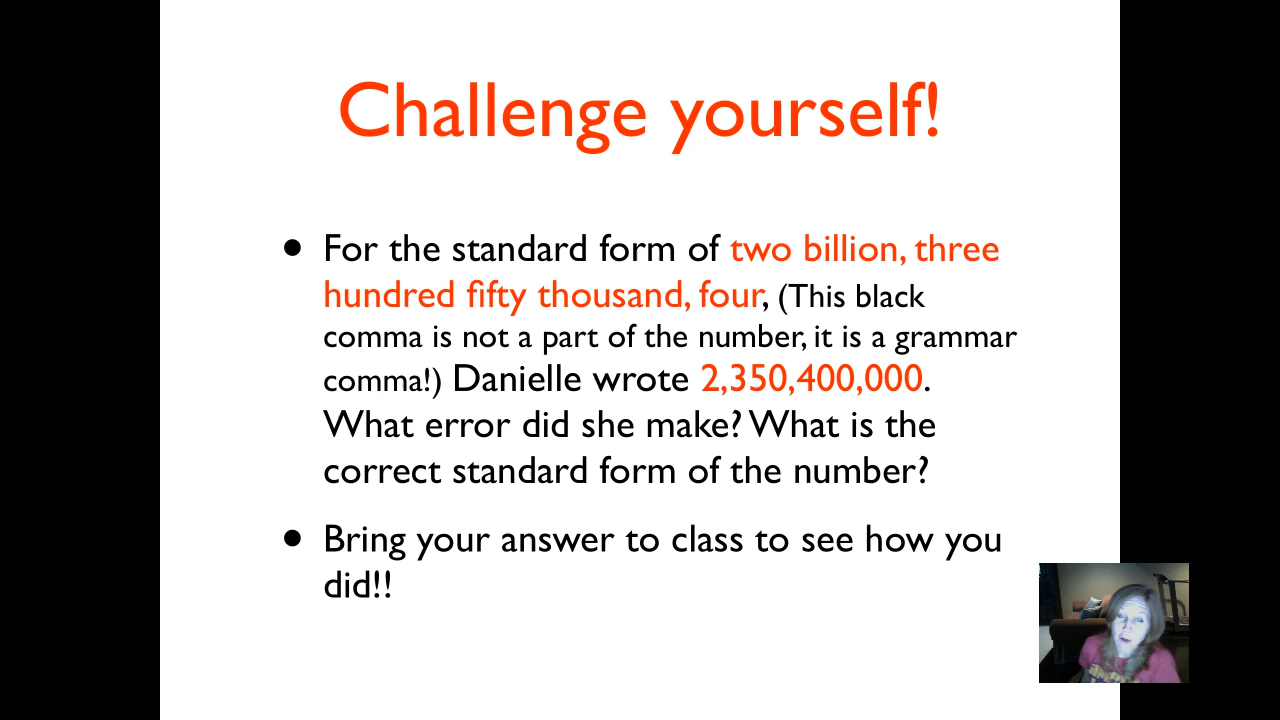 Challenge yourself!
• For the standard form of two billion, three
hundred fifty thousand, four, (This black
comma is not a part of the number, it is a grammar
comma!) Danielle wrote 2,350,400,000.
What error did she make? What is the
correct standard form of the number?
• Bring your answer to class to see how you
did!!